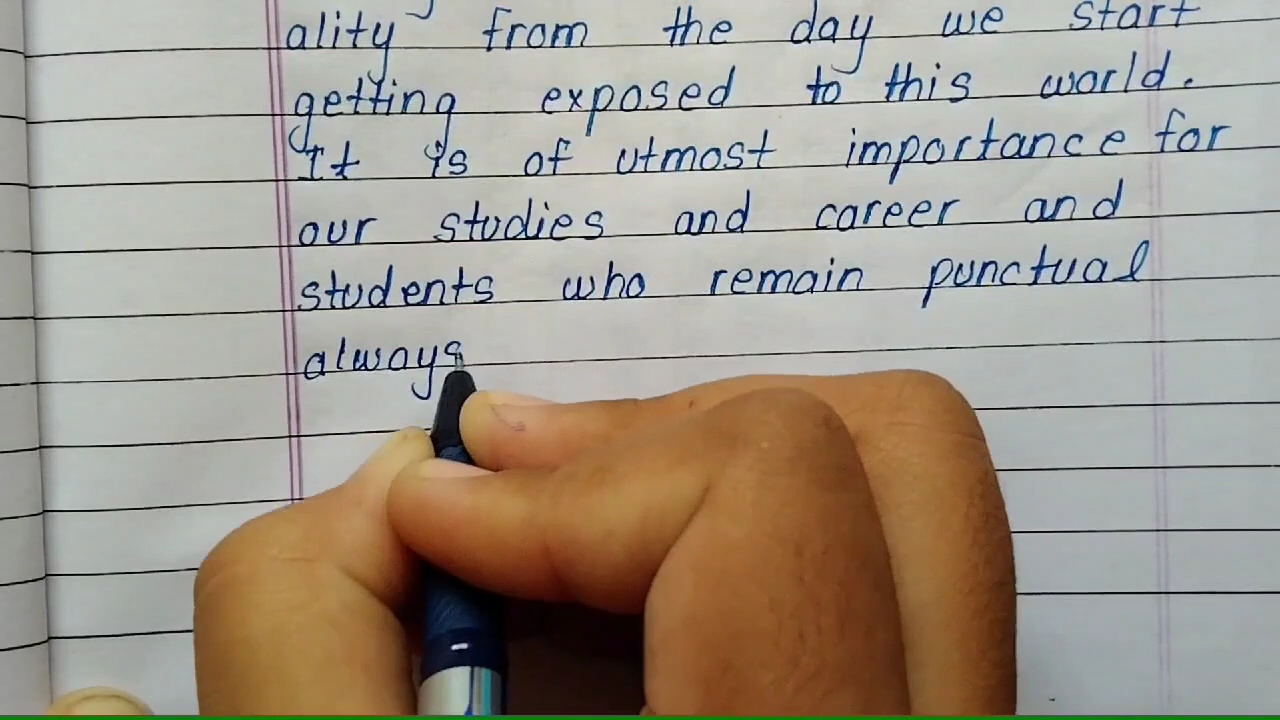 ality from the day we start
getting exposed to this world.
It is of utmost importance for
our studies and career and
students who remain punctual
always